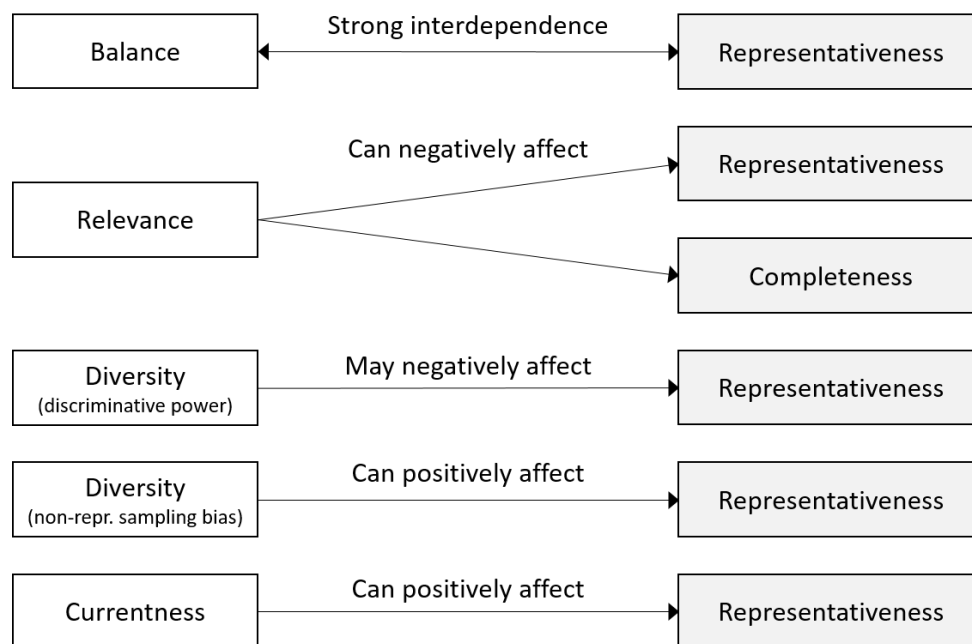 Balance
Strong interdependence
Representativeness
Relevance
Can negatively affect
Representativeness
Completeness
Diversity
(discriminative power)
May negatively affect
Representativeness
Diversity
(non-repr. sampling bias)
Can positively affect
Representativeness
Currentness
Can positively affect
Representativeness